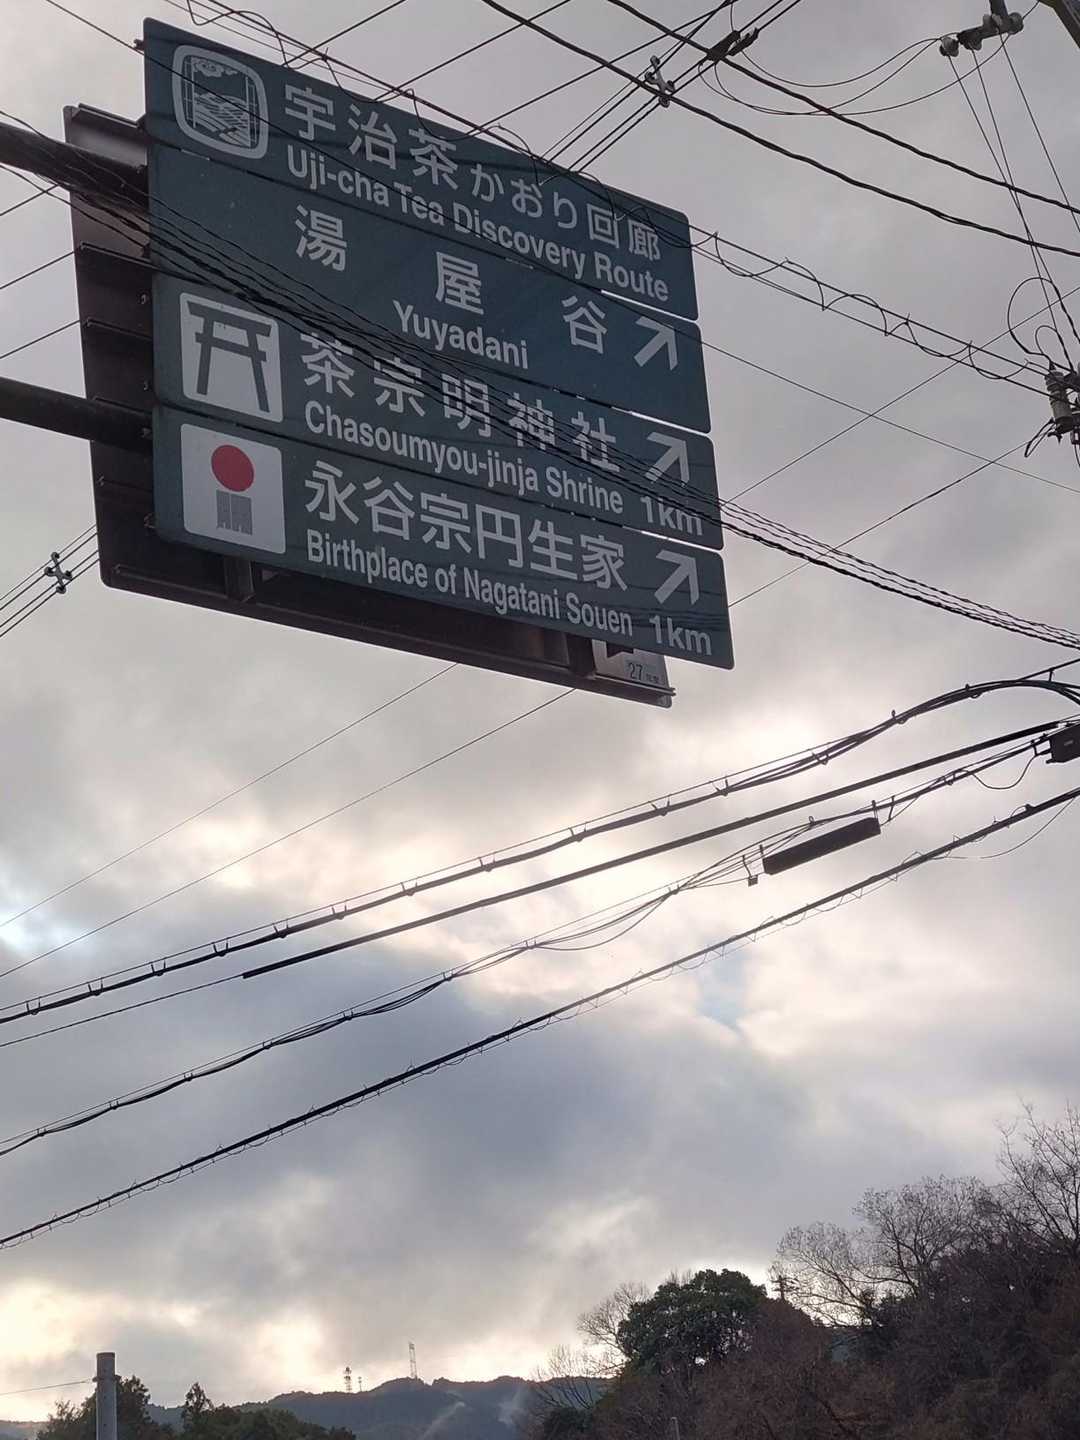 宇治茶かおり回廊
Uji-cha Tea Discovery Route
湯屋谷
Yuyadani
茶宗明神社
Chasoumyou-jinja Shrine 1km
永谷宗円生家
Birthplace of Nagatani Souen 1km
27